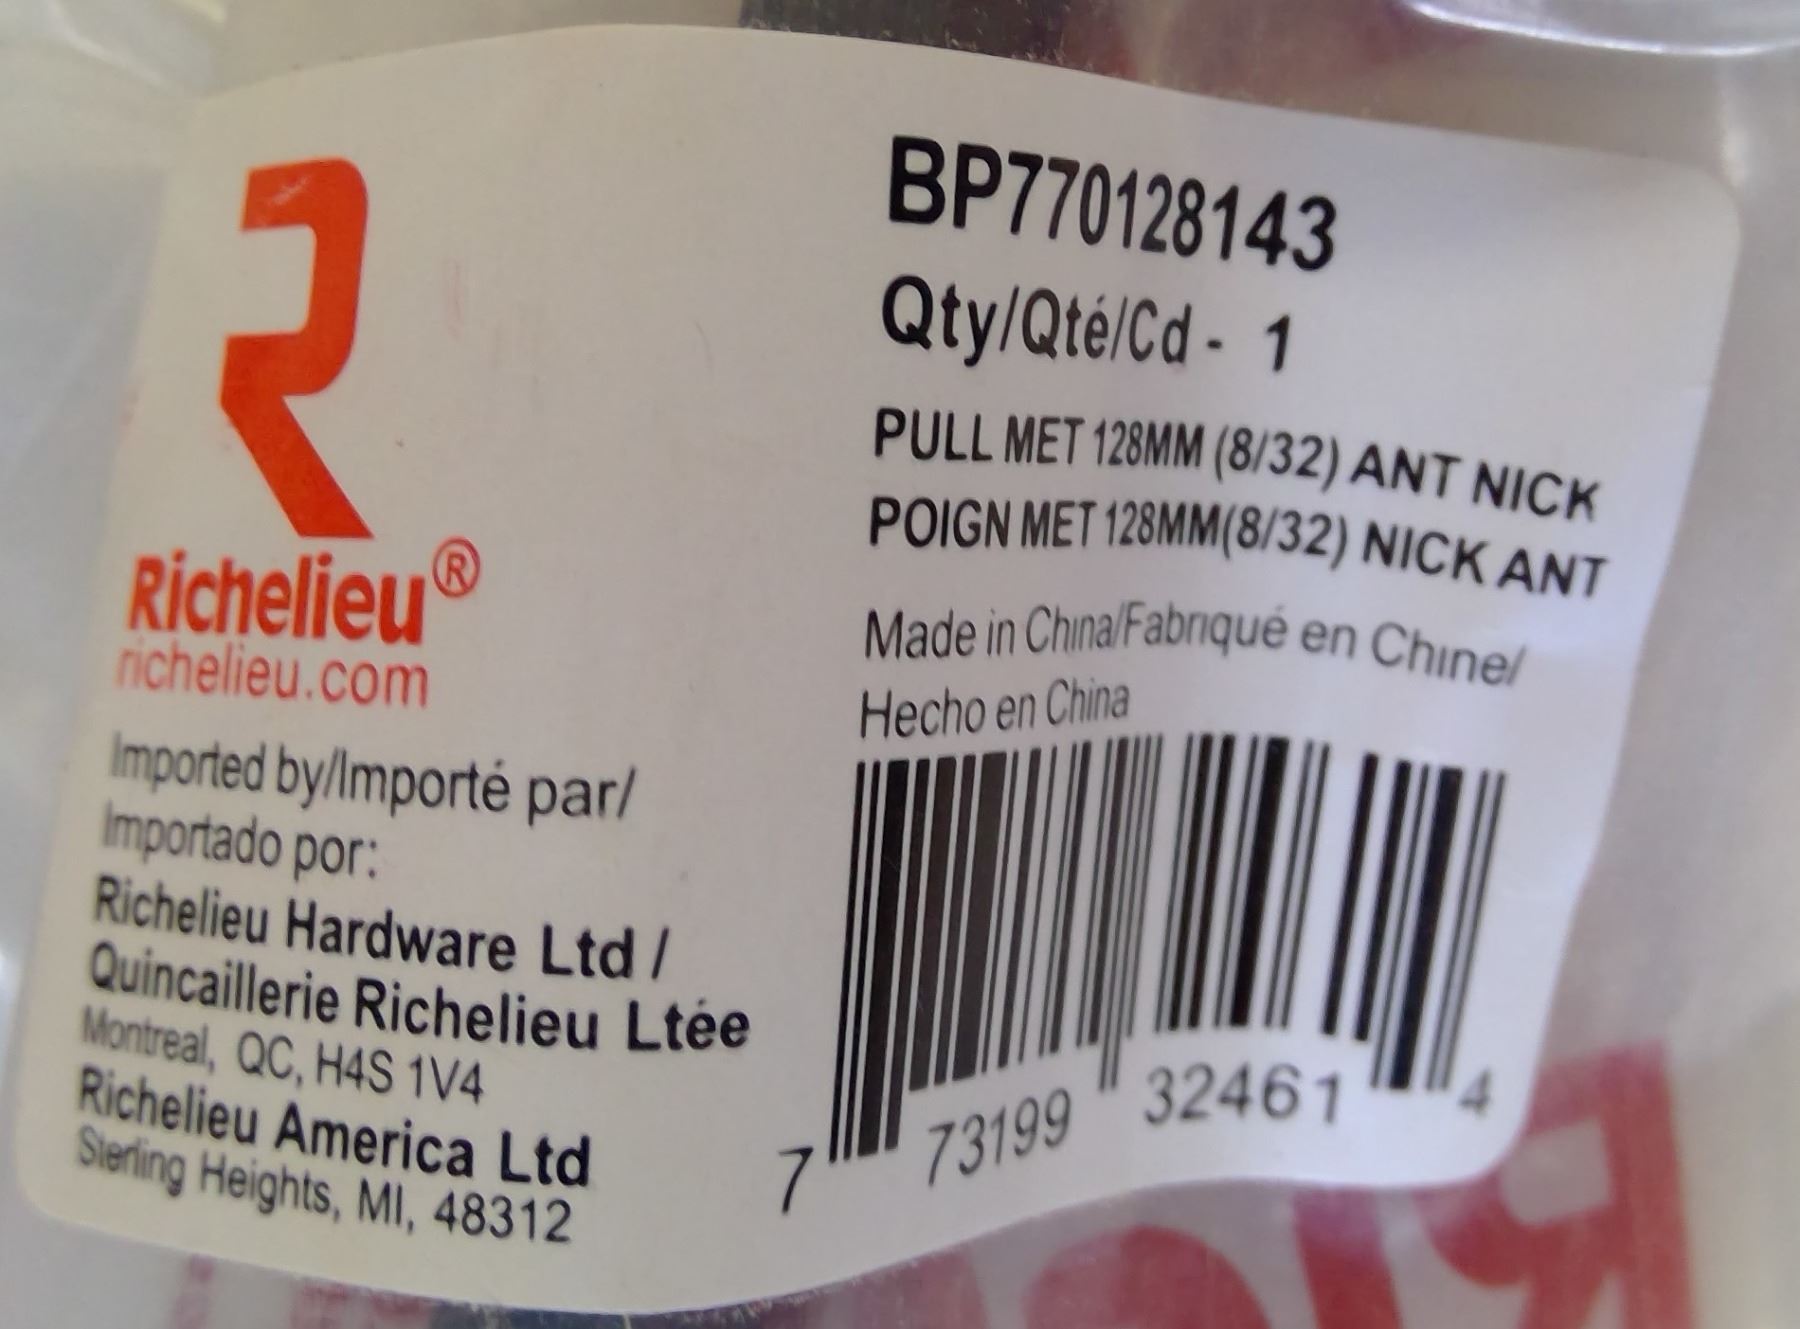 Richelieu®
richelieu.com
Imported by/Importé par/
Importado por:
Richelieu Hardware Ltd /
Quincaillerie Richelieu Ltée
Montreal, QC, H4S 1V4
Richelieu America Ltd
Sterling Heights, MI, 48312
BP770128143
Qty/Qté/Cd - 1
PULL MET 128MM (8/32) ANT NICK
POIGN MET 128MM(8/32) NICK ANT
Made in China/Fabriqué en Chine/
Hecho en China
7 73199 32461 4